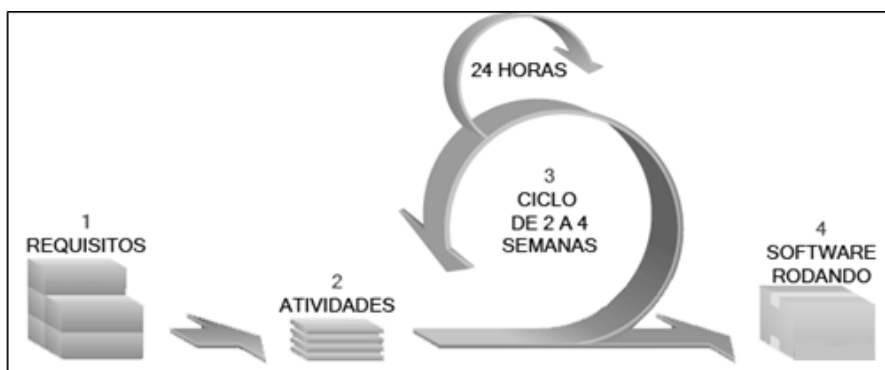 24 HORAS
1
REQUISITOS
2
ATIVIDADES
3
CICLO
DE 2 A 4
SEMANAS
4
SOFTWARE
RODANDO